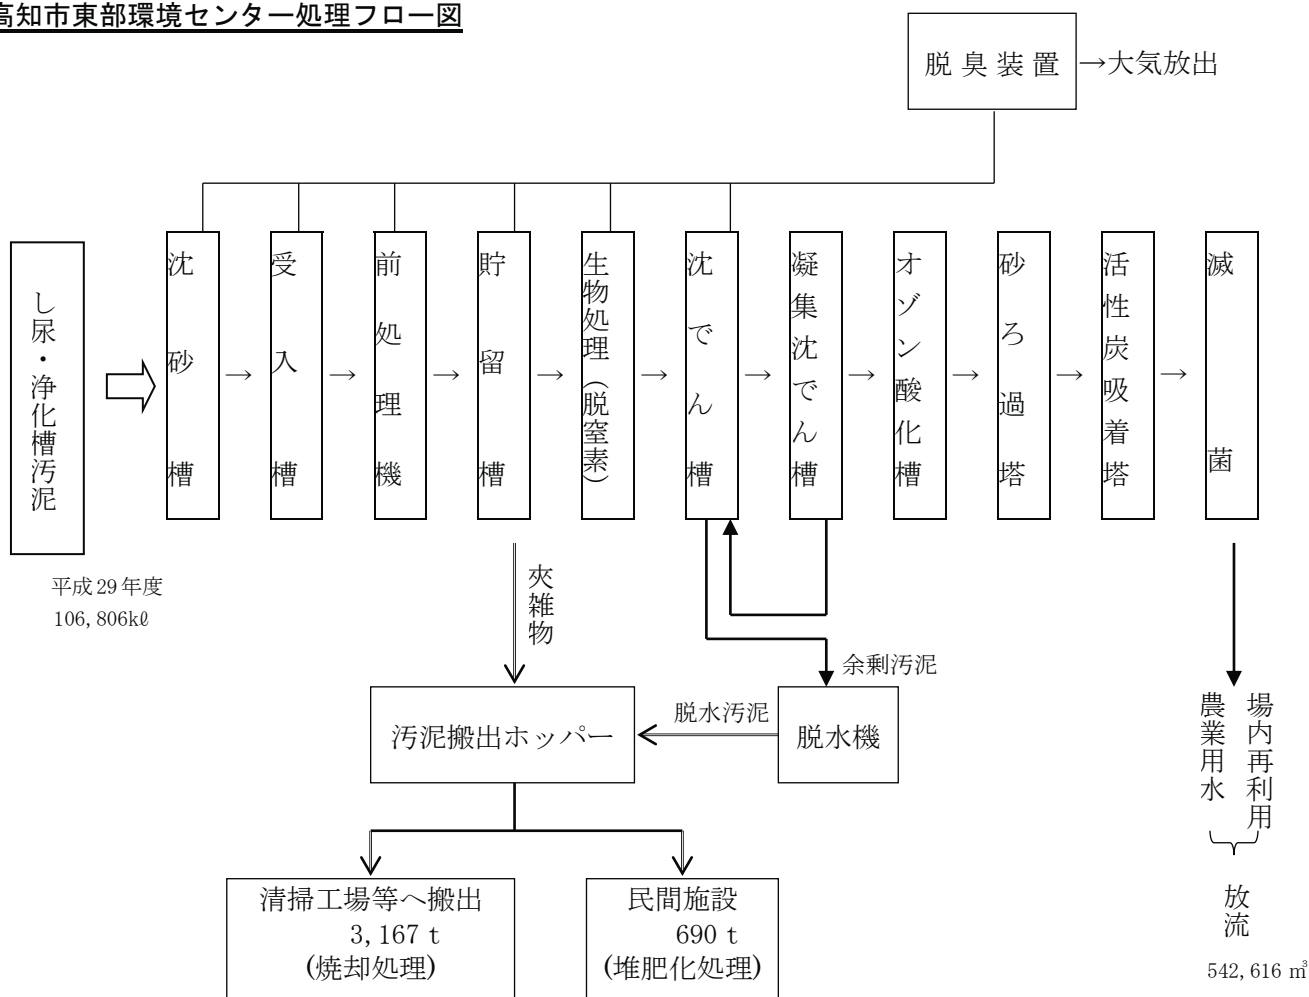 高知市東部環境センター処理フロー図
脱臭装置
→大気放出
し尿・浄化槽汚泥
沈砂槽
→
受入槽
→
前処理機
→
貯留槽
→
生物処理(脱窒素)
→
沈でん槽
→
凝集沈でん槽
→
オゾン酸化槽
→
砂ろ過塔
→
活性炭吸着塔
→
滅菌
平成29年度
106,806kℓ
夾雑物
余剰汚泥
脱水汚泥
汚泥搬出ホッパー
脱水機
場内再利用
農業用水
放流
542,616 ㎥
清掃工場等へ搬出
3,167 t
(焼却処理)
民間施設
690 t
(堆肥化処理)